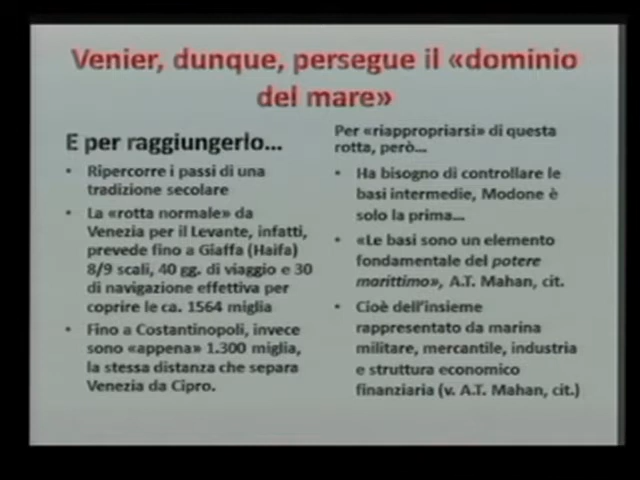 Venier, dunque, persegue il «dominio
del mare»
E per raggiungerlo...
• Ripercorre i passi di una
tradizione secolare
• La «rotta normale» da
Venezia per il Levante, infatti,
prevede fino a Giaffa (Haifa)
8/9 scali, 40 gg. di viaggio e 30
di navigazione effettiva per
coprire le ca. 1564 miglia
• Fino a Costantinopoli, invece
sono «appena» 1.300 miglia,
la stessa distanza che separa
Venezia da Cipro.
Per «riappropriarsi» di questa
rotta, però...
• Ha bisogno di controllare le
basi intermedie, Modone è
solo la prima...
• «Le basi sono un elemento
fondamentale del potere
marittimo», A.T. Mahan, cit.
• Cioè dell'insieme
rappresentato da marina
militare, mercantile, industria
e struttura economico
finanziaria (v. A.T. Mahan, cit.)